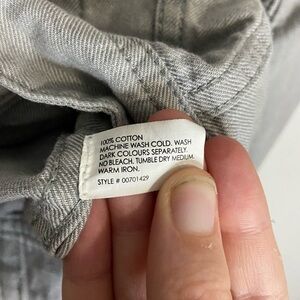 100% COTTON
MACHINE WASH COLD. WASH
DARK COLOURS SEPARATELY.
NO BLEACH. TUMBLE DRY MEDIUM.
WARM IRON.
STYLE # 00701429